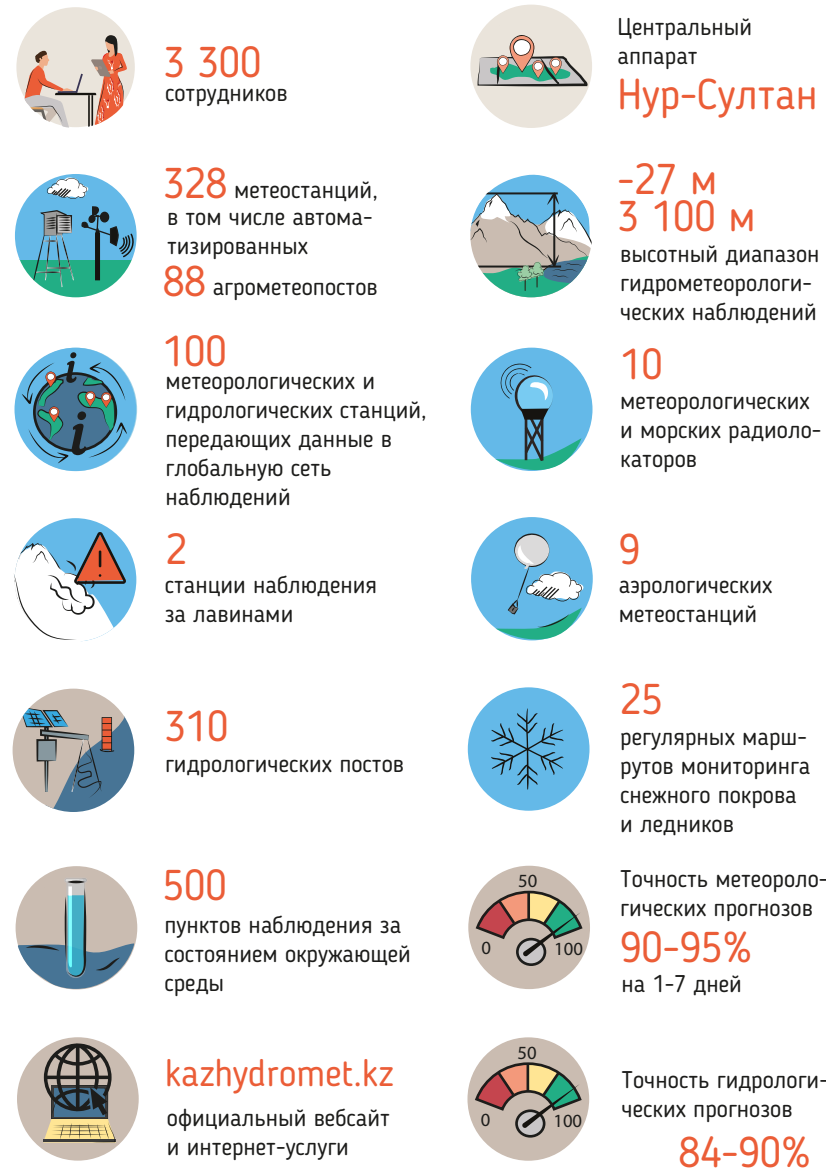 3 300
сотрудников
Центральный
аппарат
Нур-Султан
328 метеостанций,
в том числе автома-
тизированных
88 агрометеопостов
-27 м
3 100 м
высотный диапазон
гидрометеорологи-
ческих наблюдений
100
метеорологических и
гидрологических станций,
передающих данные в
глобальную сеть
наблюдений
i
i
10
метеорологических
и морских радиоло-
каторов
2
станции наблюдения
за лавинами
!
9
аэрологических
метеостанций
310
гидрологических постов
25
регулярных марш-
рутов мониторинга
снежного покрова
и ледников
500
пунктов наблюдения за
состоянием окружающей
среды
50
0
100
Точность метеороло-
гических прогнозов
90-95%
на 1-7 дней
kazhydromet.kz
официальный вебсайт
и интернет-услуги
50
0
100
Точность гидрологи-
ческих прогнозов
84-90%